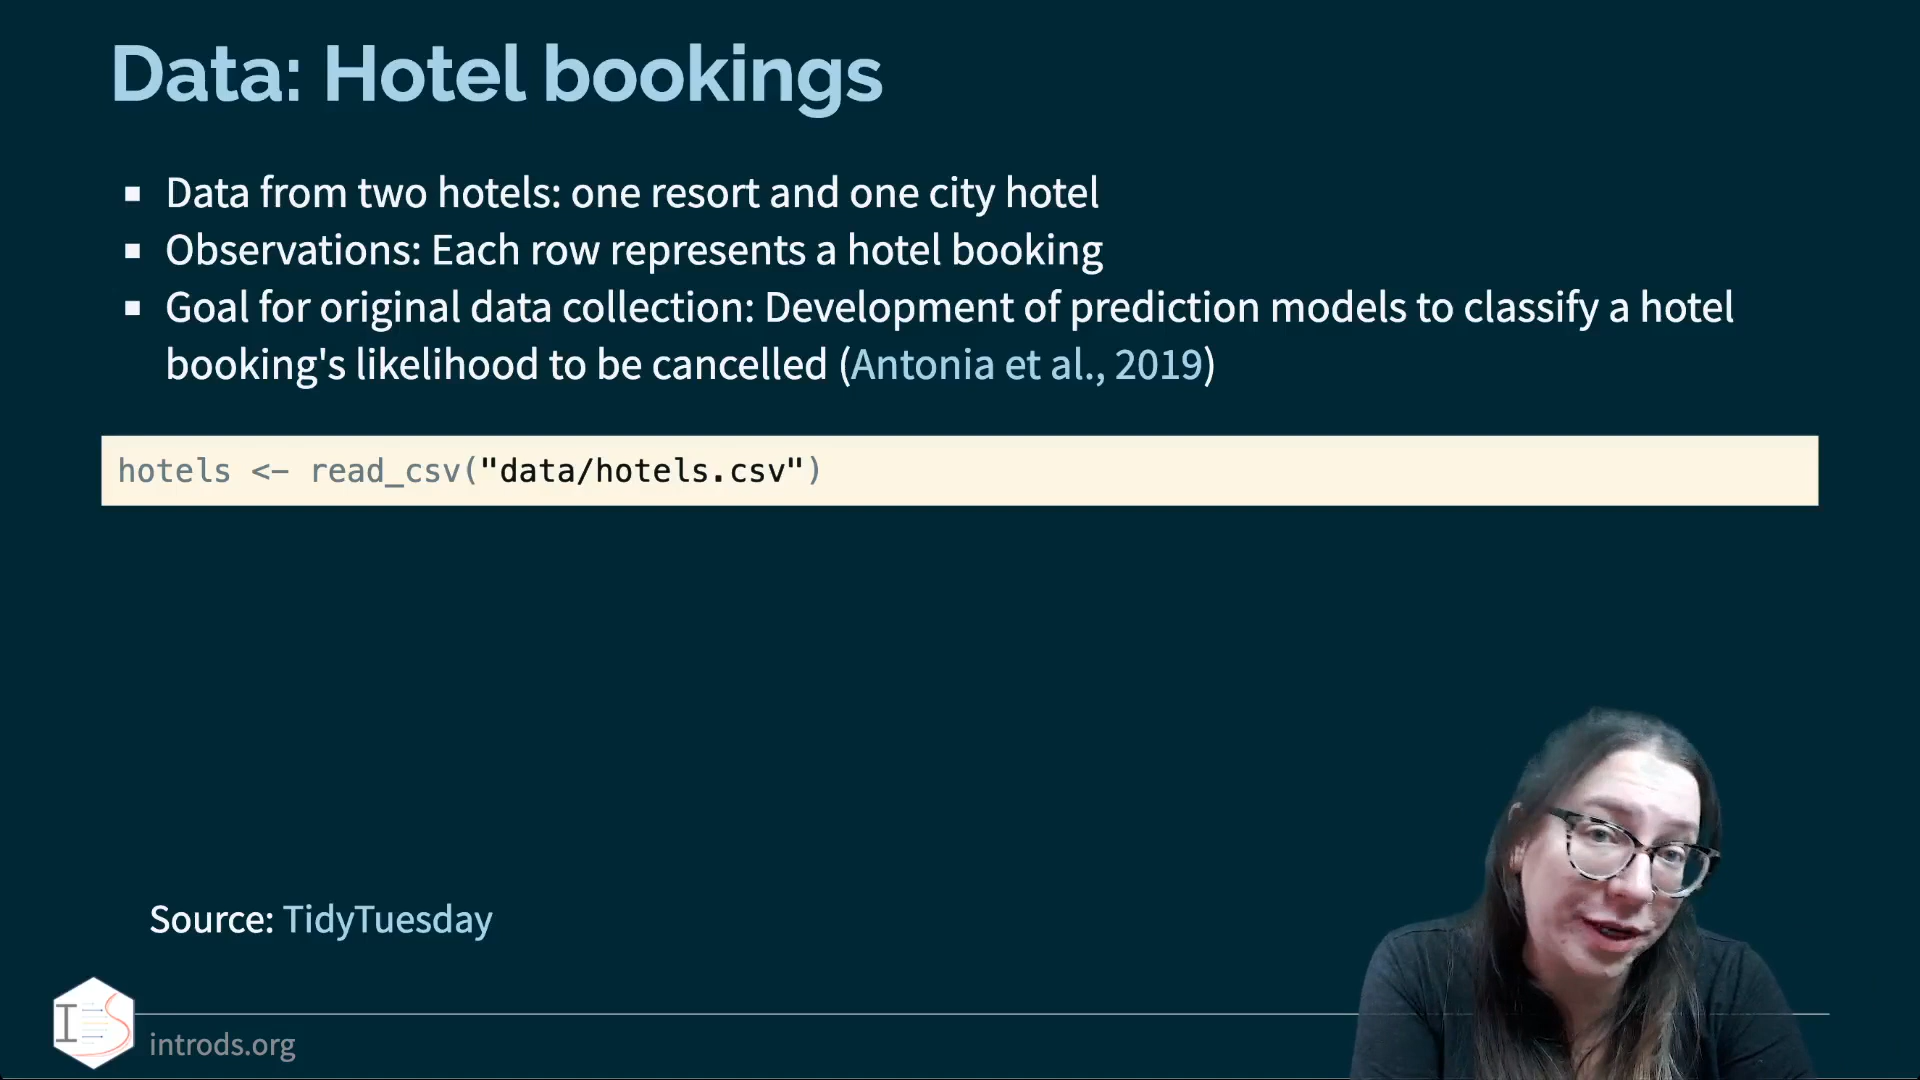 Data: Hotel bookings
Data from two hotels: one resort and one city hotel
Observations: Each row represents a hotel booking
Goal for original data collection: Development of prediction models to classify a hotel
booking's likelihood to be cancelled (Antonia et al., 2019)
hotels <- read_csv("data/hotels.csv")
Source: TidyTuesday
IDS
introds.org